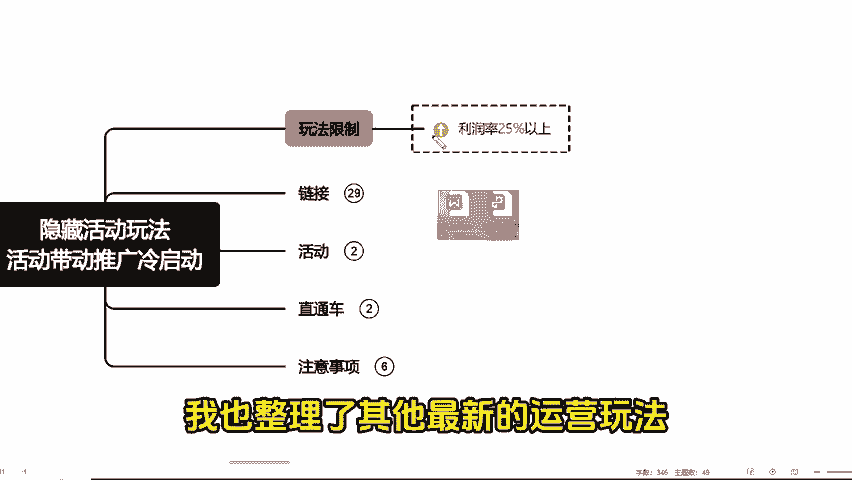 玩法限制
利润率25%以上
链接 29
隐藏活动玩法
活动带动推广冷启动
活动 2
直通车 2
注意事项 6
我也整理了其他最新的运营玩法
字数：346 主题数：49